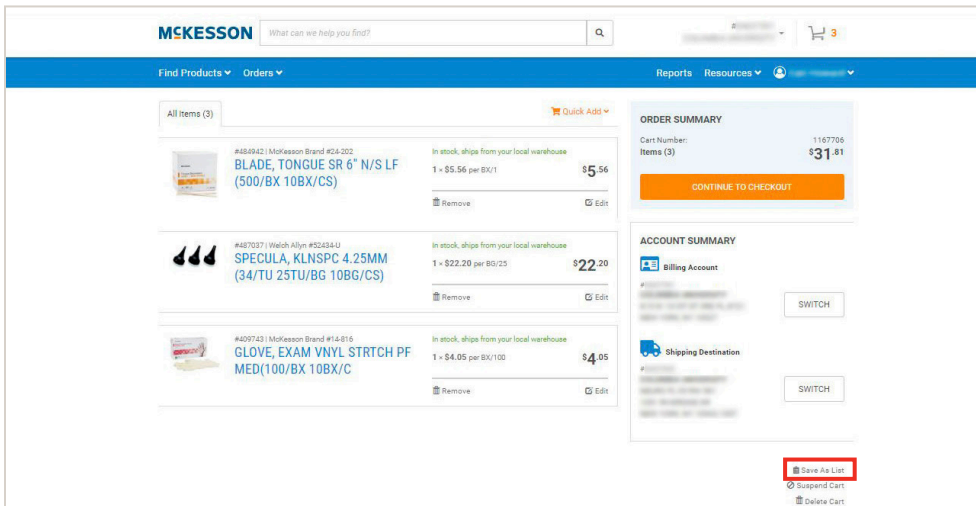 MCKESSON
What can we help you find?
#
3
Find Products
Orders
Reports
Resources
All Items (3)
Quick Add
#484942 | McKesson Brand #24-202
BLADE, TONGUE SR 6" N/S LF
(500/BX 10BX/CS)
In stock, ships from your local warehouse
1 × $5.56 per BX/1
$5.56
Remove
Edit
#487037 | Welch Allyn #52434-U
SPECULA, KLNSPC 4.25MM
(34/TU 25TU/BG 10BG/CS)
In stock, ships from your local warehouse
1 × $22.20 per BG/25
$22.20
Remove
Edit
#409743 | McKesson Brand #14-816
GLOVE, EXAM VNYL STRTCH PF
MED(100/BX 10BX/C
In stock, ships from your local warehouse
1 × $4.05 per BX/100
$4.05
Remove
Edit
ORDER SUMMARY
Cart Number: 1167706
Items (3) $31.81
CONTINUE TO CHECKOUT
ACCOUNT SUMMARY
Billing Account
#
SWITCH
Shipping Destination
#
SWITCH
Save As List
Suspend Cart
Delete Cart